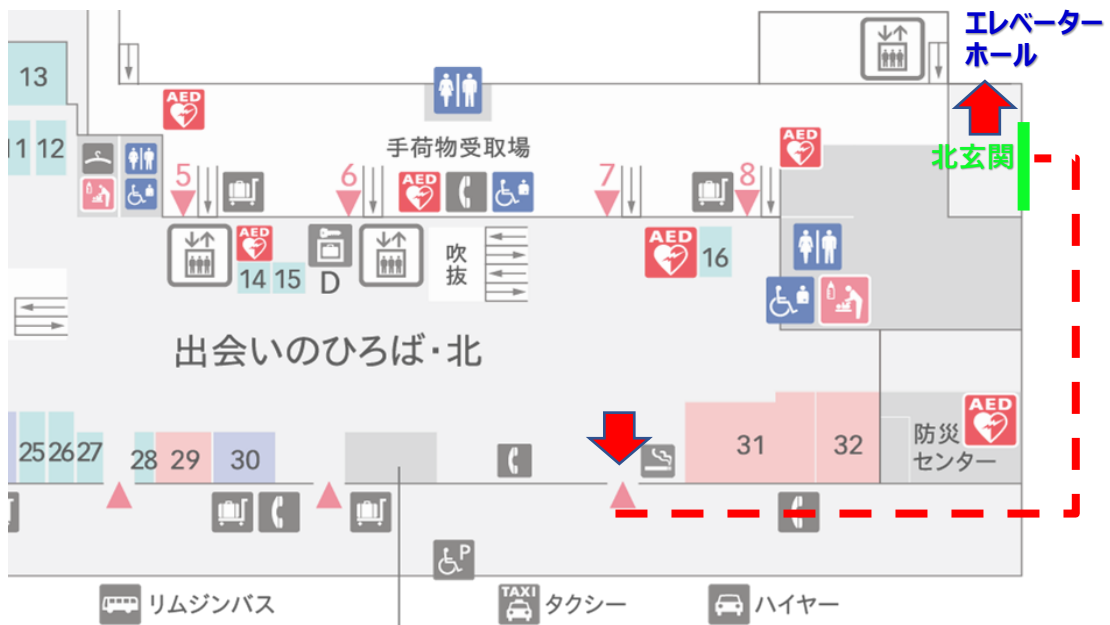 エレベーター
ホール
13
AED
手荷物受取場
AED
北玄関
11 12
5
6
AED
7
8
AED
14 15
D
吹
抜
AED
16
出会いのひろば・北
25 26 27
28 29 30
31
32
AED
防災
センター
P
リムジンバス
TAXI
タクシー
ハイヤー